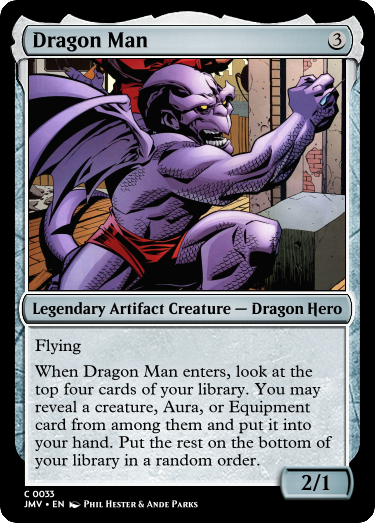 Dragon Man 3
Legendary Artifact Creature — Dragon Hero
Flying
When Dragon Man enters, look at the
top four cards of your library. You may
reveal a creature, Aura, or Equipment
card from among them and put it into
your hand. Put the rest on the bottom of
your library in a random order.
2/1
C 0033
JMV • EN Phil Hester & Ande Parks